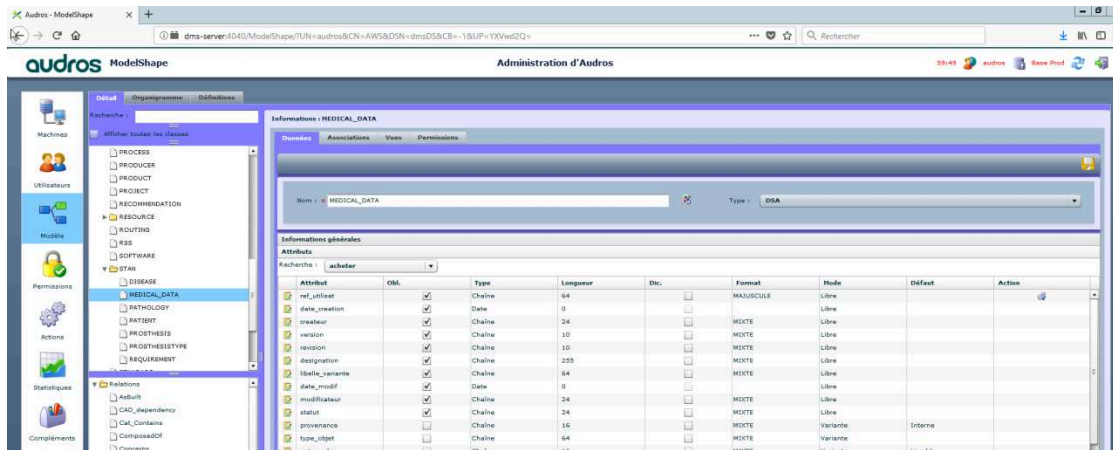 Audros - ModelShape
dms-server:4040/ModelShape/?UN=audros&CN=AWS&DSN=dmsDS&CB=-1&UP=YXVwd2Q=
Rechercher
audros ModelShape
Administration d'Audros
59:49 audros Base Prod
Machines
Utilisateurs
Modèle
Permissions
Actions
Statistiques
Compléments
Détail Organigramme Définitions
Recherche :
Afficher toutes les classes
PROCESS
PRODUCER
PRODUCT
PROJECT
RECOMMENDATION
RESOURCE
ROUTING
RSS
SOFTWARE
STAN
DISEASE
MEDICAL_DATA
PATHOLOGY
PATIENT
PROSTHESIS
PROSTHESISTYPE
REQUIREMENT
Relations
AsBuilt
CAD_dependency
Cat_Contains
ComposedOf
Concerns
Informations : MEDICAL_DATA
Données Associations Vues Permissions
Nom : MEDICAL_DATA Type : DSA
Informations générales
Attributs
Recherche : acheter
Attribut Obl. Type Longueur Dic. Format Mode Défaut Action
ref_utilisat Chaîne 64 MAJUSCULE Libre
date_creation Date 0 Libre
createur Chaîne 24 MIXTE Libre
version Chaîne 10 MIXTE Libre
revision Chaîne 10 MIXTE Libre
designation Chaîne 255 MIXTE Libre
libelle_variante Chaîne 64 MIXTE Libre
date_modif Date 0 Libre
modificateur Chaîne 24 MIXTE Libre
statut Chaîne 24 MIXTE Libre
provenance Chaîne 16 MIXTE Variante Interne
type_objet Chaîne 64 MIXTE Variante